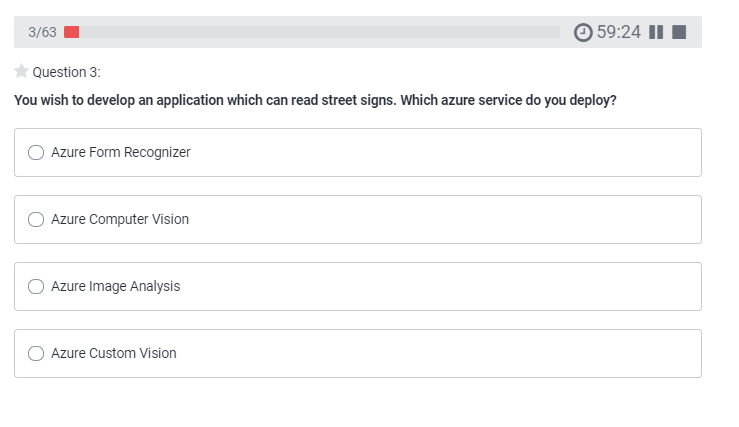 3/63 59:24
Question 3:
You wish to develop an application which can read street signs. Which azure service do you deploy?
Azure Form Recognizer
Azure Computer Vision
Azure Image Analysis
Azure Custom Vision